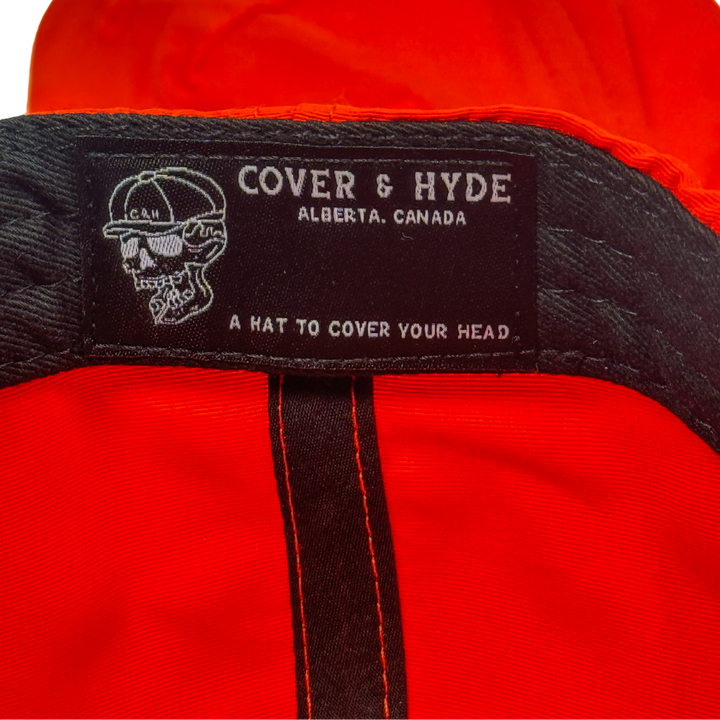 C&H
COVER & HYDE
ALBERTA. CANADA
A HAT TO COVER YOUR HEAD.